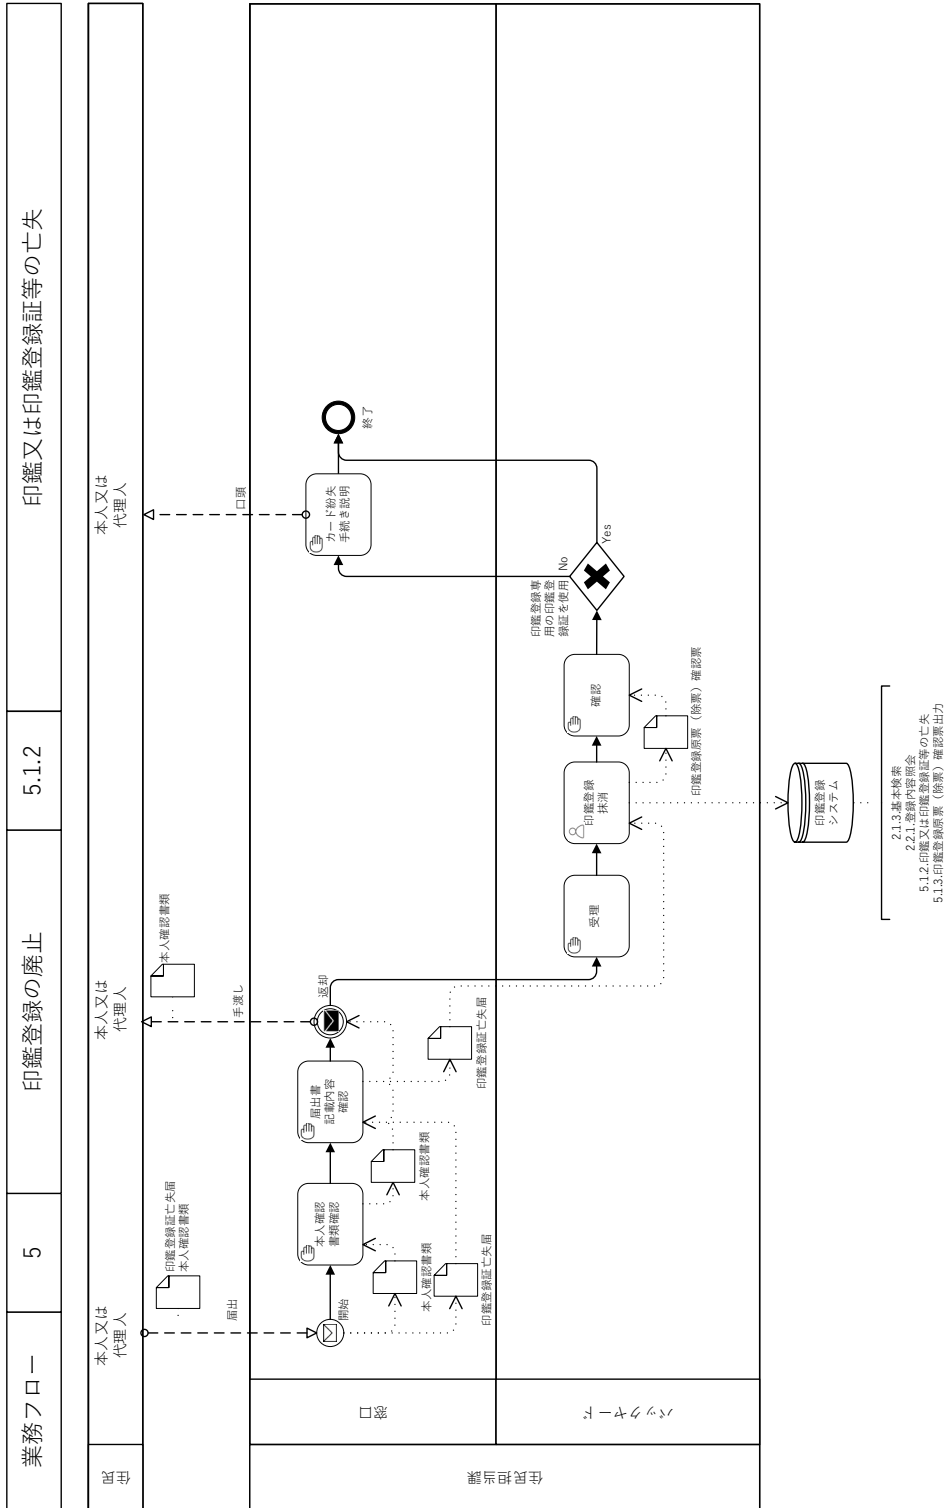 業務フロー
5
印鑑登録の廃止
5.1.2
印鑑又は印鑑登録証等の亡失
住民
本人又は
代理人
本人又は
代理人
本人又は
代理人
印鑑登録証亡失届
本人確認書類
届出
本人確認書類
手渡し
口頭
住民担当課
窓口
開始
本人確認
書類確認
届出書
記載内容
確認
返却
カード紛失
手続き説明
終了
本人確認書類
印鑑登録証亡失届
本人確認書類
印鑑登録証亡失届
バックヤード
受理
印鑑登録
抹消
確認
印鑑登録専
用の印鑑登
録証を使用
No
Yes
印鑑登録原票（除票）確認票
印鑑登録
システム
2.1.3.基本検索
2.2.1.登録内容照会
5.1.2.印鑑又は印鑑登録証等の亡失
5.1.3.印鑑登録原票（除票）確認票出力